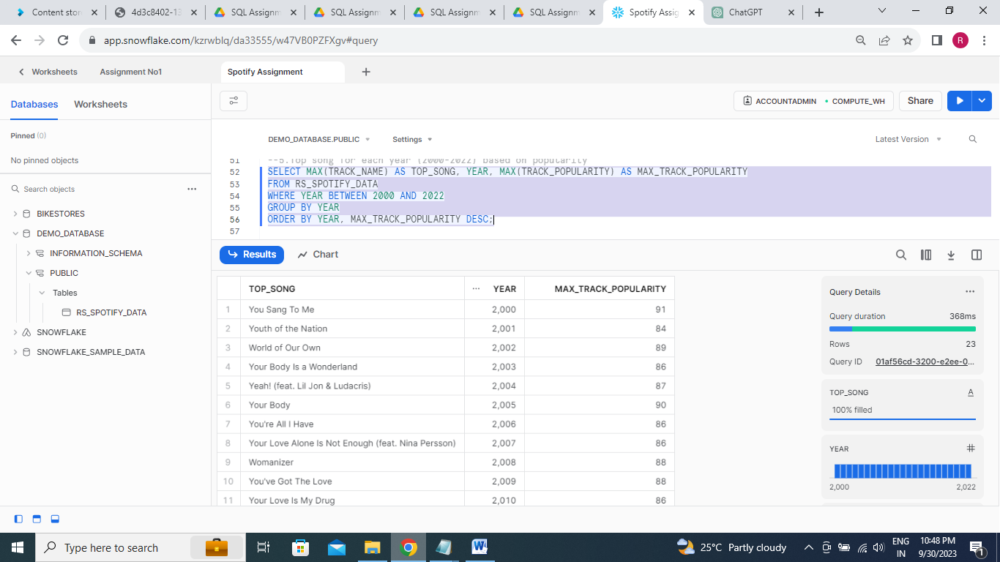 Content stor
4d3c8402-13
SQL Assignm
SQL Assignm
SQL Assignm
SQL Assignm
Spotify Assig
ChatGPT
app.snowflake.com/kzrwblq/da33555/w47VB0PZFXgv#query
R
Worksheets
Assignment No1
Spotify Assignment
Databases
Worksheets
ACCOUNTADMIN
COMPUTE_WH
Share
Pinned (0)
No pinned objects
Search objects
BIKESTORES
DEMO_DATABASE
INFORMATION_SCHEMA
PUBLIC
Tables
RS_SPOTIFY_DATA
SNOWFLAKE
SNOWFLAKE_SAMPLE_DATA
DEMO_DATABASE.PUBLIC
Settings
Latest Version
51 --5.Top song for each year (2000-2022) based on popularity
52 SELECT MAX(TRACK_NAME) AS TOP_SONG, YEAR, MAX(TRACK_POPULARITY) AS MAX_TRACK_POPULARITY
53 FROM RS_SPOTIFY_DATA
54 WHERE YEAR BETWEEN 2000 AND 2022
55 GROUP BY YEAR
56 ORDER BY YEAR, MAX_TRACK_POPULARITY DESC;
57
Results
Chart
TOP_SONG ... YEAR MAX_TRACK_POPULARITY
1 You Sang To Me 2,000 91
2 Youth of the Nation 2,001 84
3 World of Our Own 2,002 89
4 Your Body Is a Wonderland 2,003 86
5 Yeah! (feat. Lil Jon & Ludacris) 2,004 87
6 Your Body 2,005 90
7 You're All I Have 2,006 86
8 Your Love Alone Is Not Enough (feat. Nina Persson) 2,007 86
9 Womanizer 2,008 88
10 You've Got The Love 2,009 88
11 Your Love Is My Drug 2,010 86
Query Details
Query duration 368ms
Rows 23
Query ID 01af56cd-3200-e2ee-0...
TOP_SONG A
100% filled
YEAR #
2,000 2,022
Type here to search
25°C Partly cloudy
ENG
IN
10:48 PM
9/30/2023
1